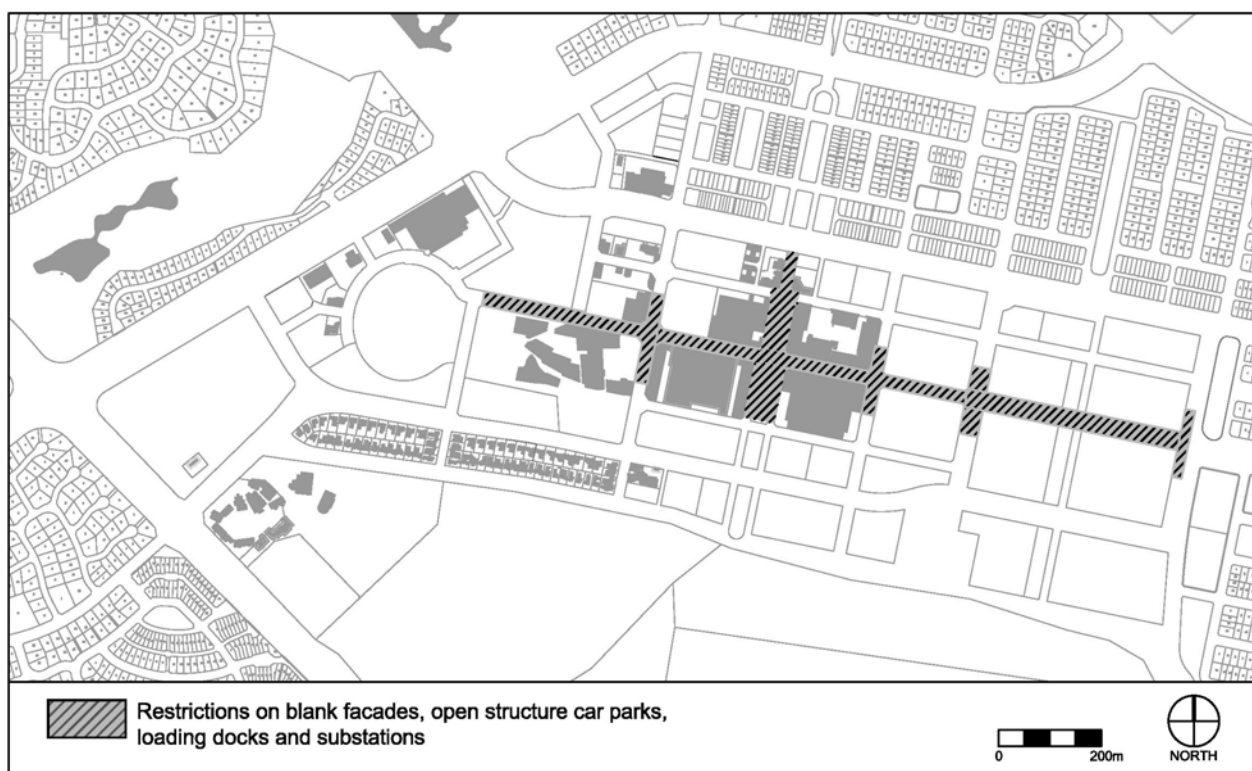 Restrictions on blank facades, open structure car parks,
loading docks and substations
0
200m
NORTH